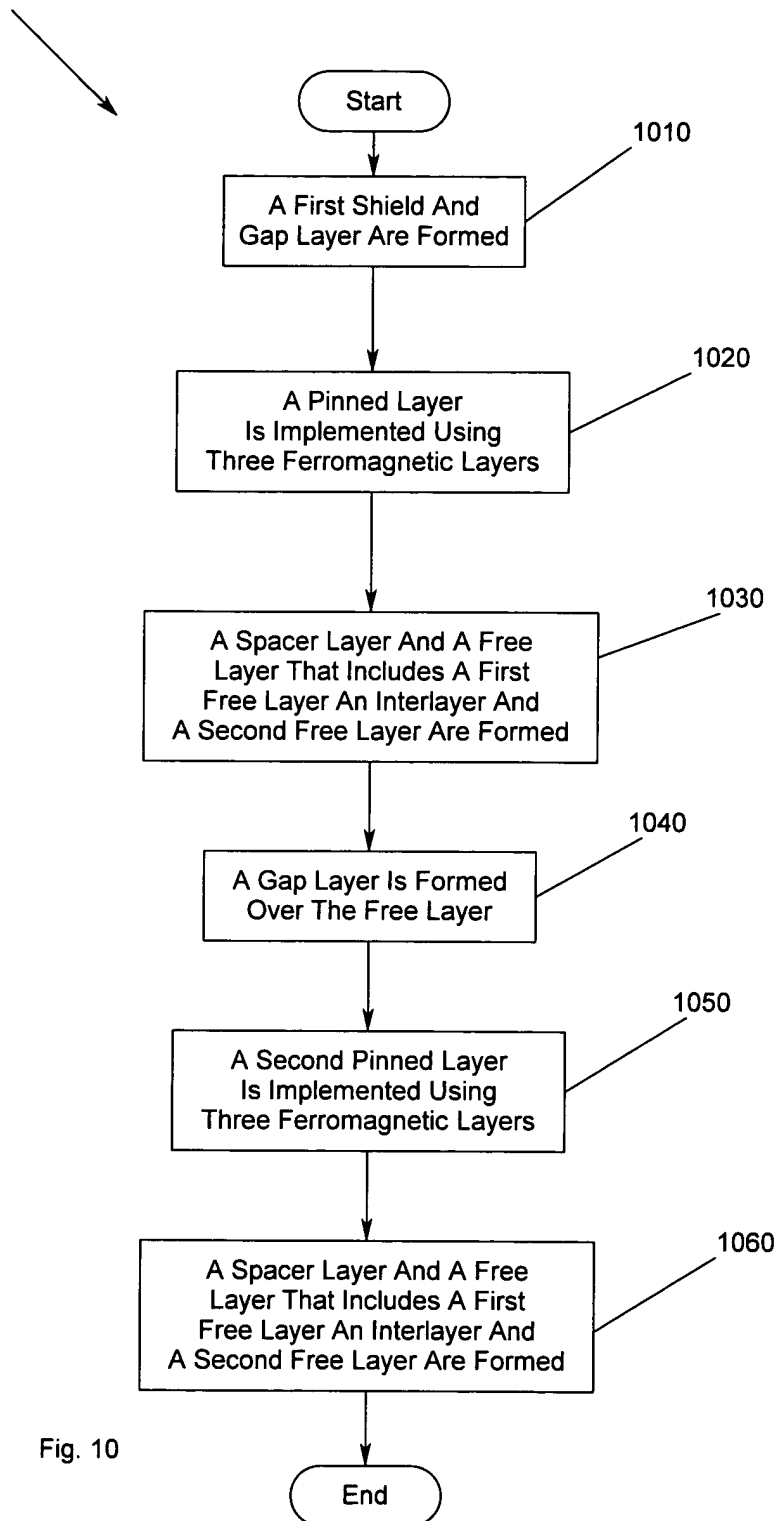 Start
1010
A First Shield And
Gap Layer Are Formed
1020
A Pinned Layer
Is Implemented Using
Three Ferromagnetic Layers
1030
A Spacer Layer And A Free
Layer That Includes A First
Free Layer An Interlayer And
A Second Free Layer Are Formed
1040
A Gap Layer Is Formed
Over The Free Layer
1050
A Second Pinned Layer
Is Implemented Using
Three Ferromagnetic Layers
1060
A Spacer Layer And A Free
Layer That Includes A First
Free Layer An Interlayer And
A Second Free Layer Are Formed
Fig. 10
End